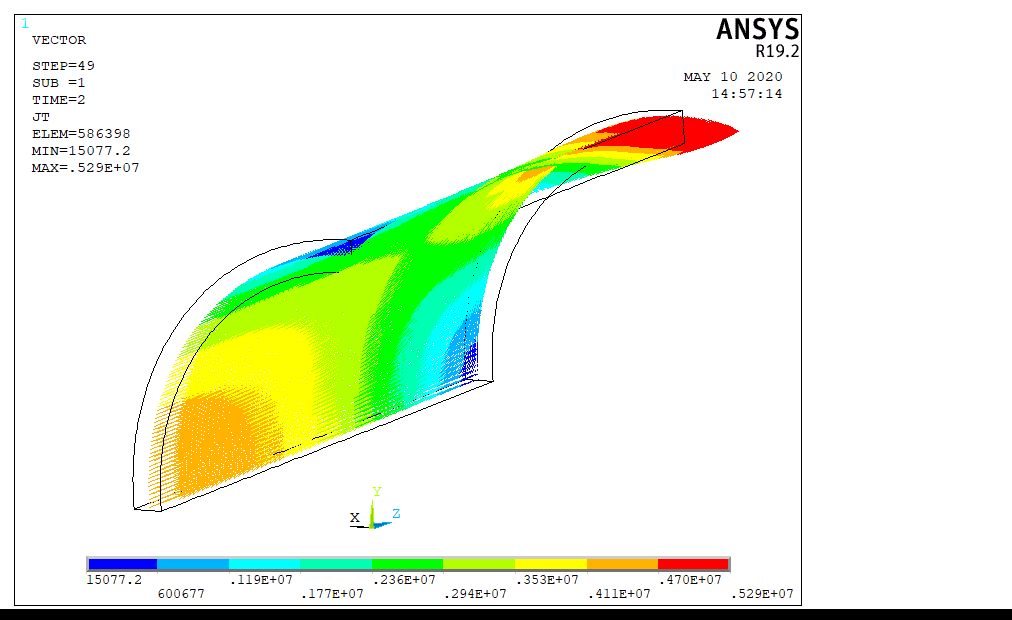 1
VECTOR
STEP=49
SUB =1
TIME=2
JT
ELEM=586398
MIN=15077.2
MAX=.529E+07
ANSYS
R19.2
MAY 10 2020
14:57:14
Y
X
Z
15077.2
600677
.119E+07
.177E+07
.236E+07
.294E+07
.353E+07
.411E+07
.470E+07
.529E+07